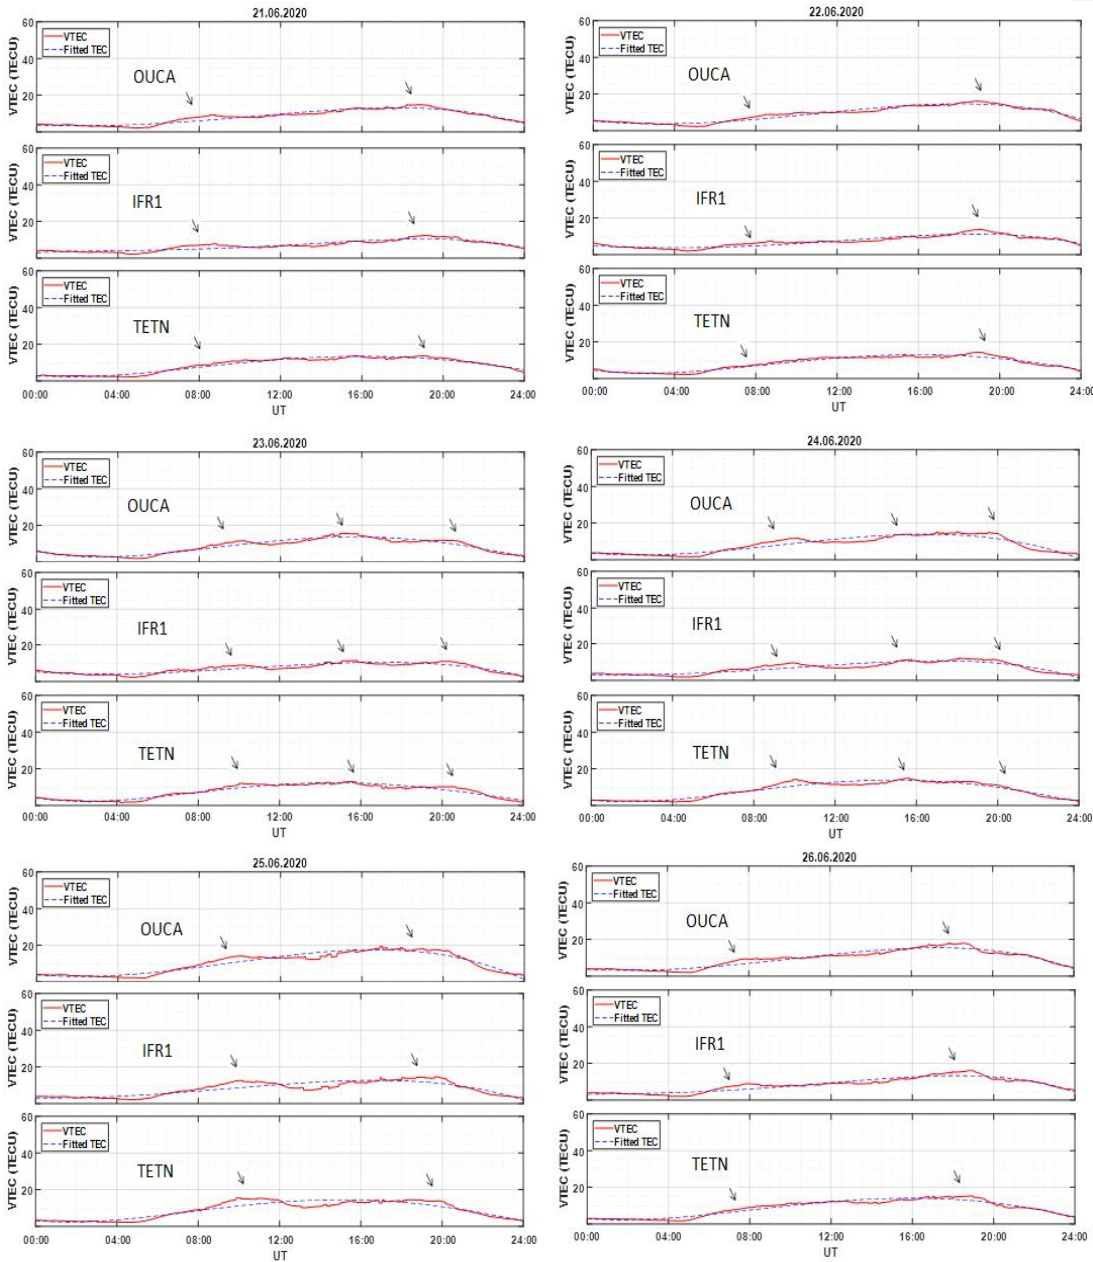 21.06.2020
60
VTEC
Fitted TEC
40
OUCA
20
VTEC (TECU)
60
VTEC
Fitted TEC
40
IFR1
20
VTEC (TECU)
60
VTEC
Fitted TEC
40
TETN
20
VTEC (TECU)
00:00 04:00 08:00 12:00 16:00 20:00 24:00
UT
22.06.2020
60
VTEC
Fitted TEC
40
OUCA
20
VTEC (TECU)
60
VTEC
Fitted TEC
40
IFR1
20
VTEC (TECU)
60
VTEC
Fitted TEC
40
TETN
20
VTEC (TECU)
00:00 04:00 08:00 12:00 16:00 20:00 24:00
UT
23.06.2020
60
VTEC
Fitted TEC
40
OUCA
20
VTEC (TECU)
60
VTEC
Fitted TEC
40
IFR1
20
VTEC (TECU)
60
VTEC
Fitted TEC
40
TETN
20
VTEC (TECU)
00:00 04:00 08:00 12:00 16:00 20:00 24:00
UT
24.06.2020
60
VTEC
Fitted TEC
40
OUCA
20
VTEC (TECU)
60
VTEC
Fitted TEC
40
IFR1
20
VTEC (TECU)
60
VTEC
Fitted TEC
40
TETN
20
VTEC (TECU)
00:00 04:00 08:00 12:00 16:00 20:00 24:00
UT
25.06.2020
60
VTEC
Fitted TEC
40
OUCA
20
VTEC (TECU)
60
VTEC
Fitted TEC
40
IFR1
20
VTEC (TECU)
60
VTEC
Fitted TEC
40
TETN
20
VTEC (TECU)
00:00 04:00 08:00 12:00 16:00 20:00 24:00
UT
26.06.2020
60
VTEC
Fitted TEC
40
OUCA
20
VTEC (TECU)
60
VTEC
Fitted TEC
40
IFR1
20
VTEC (TECU)
60
VTEC
Fitted TEC
40
TETN
20
VTEC (TECU)
00:00 04:00 08:00 12:00 16:00 20:00 24:00
UT